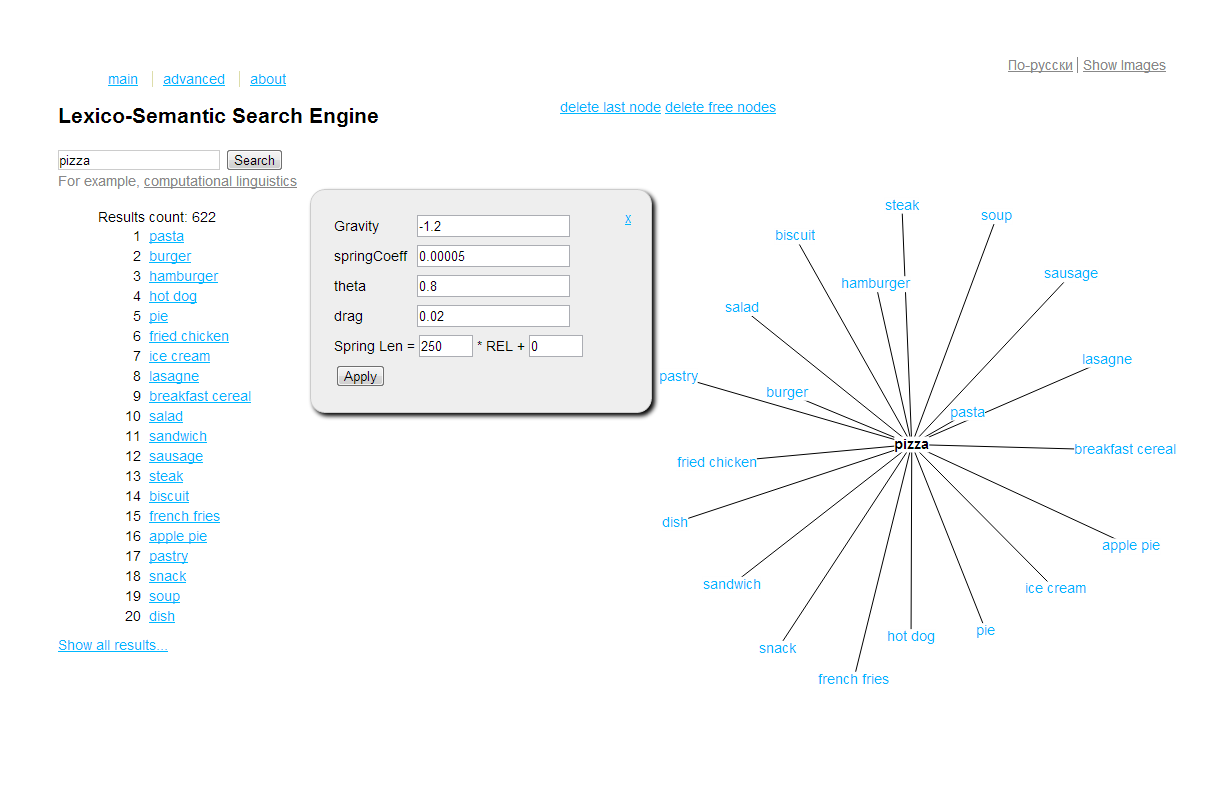 По-русски | Show Images
main | advanced | about
delete last node delete free nodes
Lexico-Semantic Search Engine
pizza Search
For example, computational linguistics
Results count: 622
1 pasta
2 burger
3 hamburger
4 hot dog
5 pie
6 fried chicken
7 ice cream
8 lasagne
9 breakfast cereal
10 salad
11 sandwich
12 sausage
13 steak
14 biscuit
15 french fries
16 apple pie
17 pastry
18 snack
19 soup
20 dish
Show all results...
x
Gravity -1.2
springCoeff 0.00005
theta 0.8
drag 0.02
Spring Len = 250 * REL + 0
Apply
steak
soup
biscuit
sausage
hamburger
salad
lasagne
pastry
burger
pasta
pizza
breakfast cereal
fried chicken
dish
apple pie
sandwich
ice cream
pie
hot dog
snack
french fries